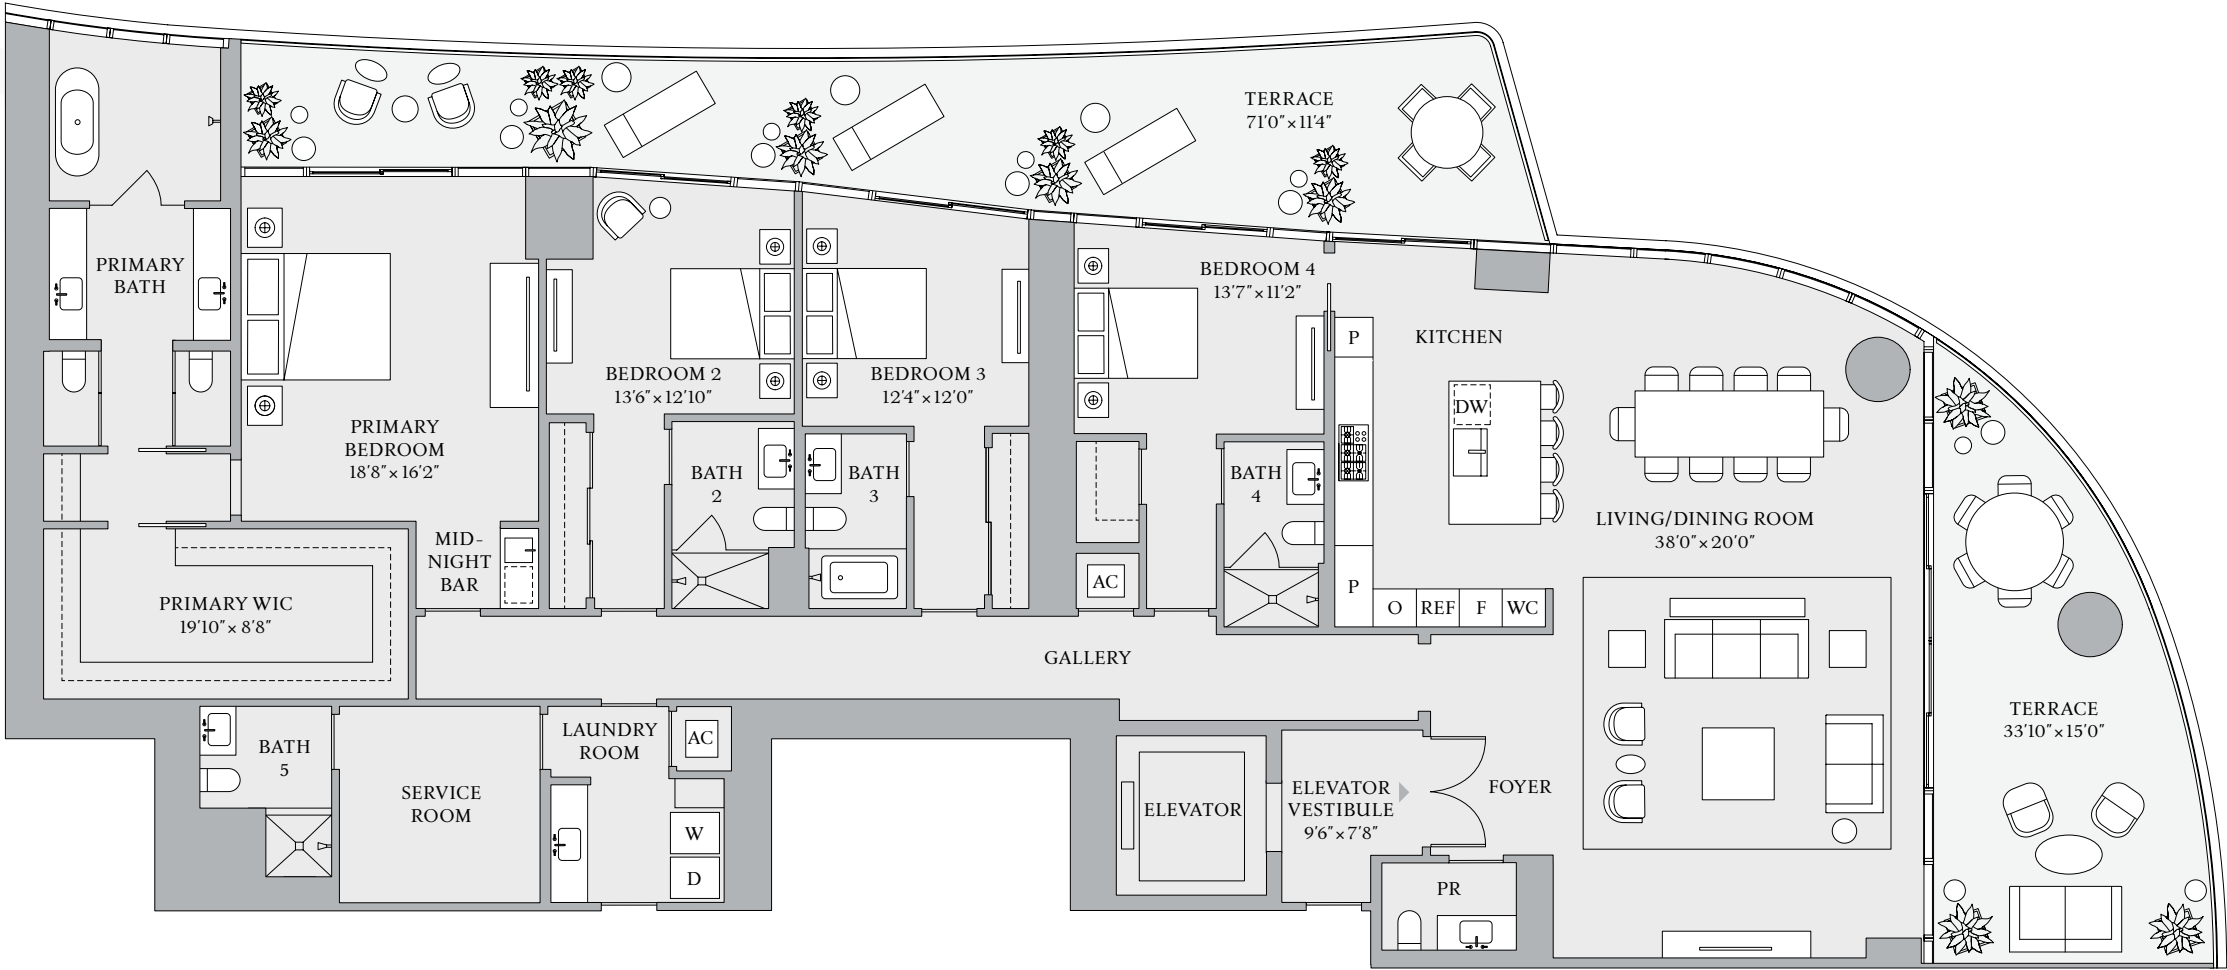 TERRACE
71'0"×11'4"
PRIMARY
BATH
BEDROOM 4
13'7"×11'2"
P
KITCHEN
BEDROOM 2
13'6"×12'10"
BEDROOM 3
12'4"×12'0"
DW
PRIMARY
BEDROOM
18'8"×16'2"
BATH
2
BATH
3
BATH
4
LIVING/DINING ROOM
38'0"×20'0"
MID-
NIGHT
BAR
AC
P
PRIMARY WIC
19'10"×8'8"
O
REF
F
WC
GALLERY
TERRACE
33'10"×15'0"
LAUNDRY
ROOM
AC
BATH
5
SERVICE
ROOM
ELEVATOR
ELEVATOR
VESTIBULE
9'6"×7'8"
FOYER
W
D
PR